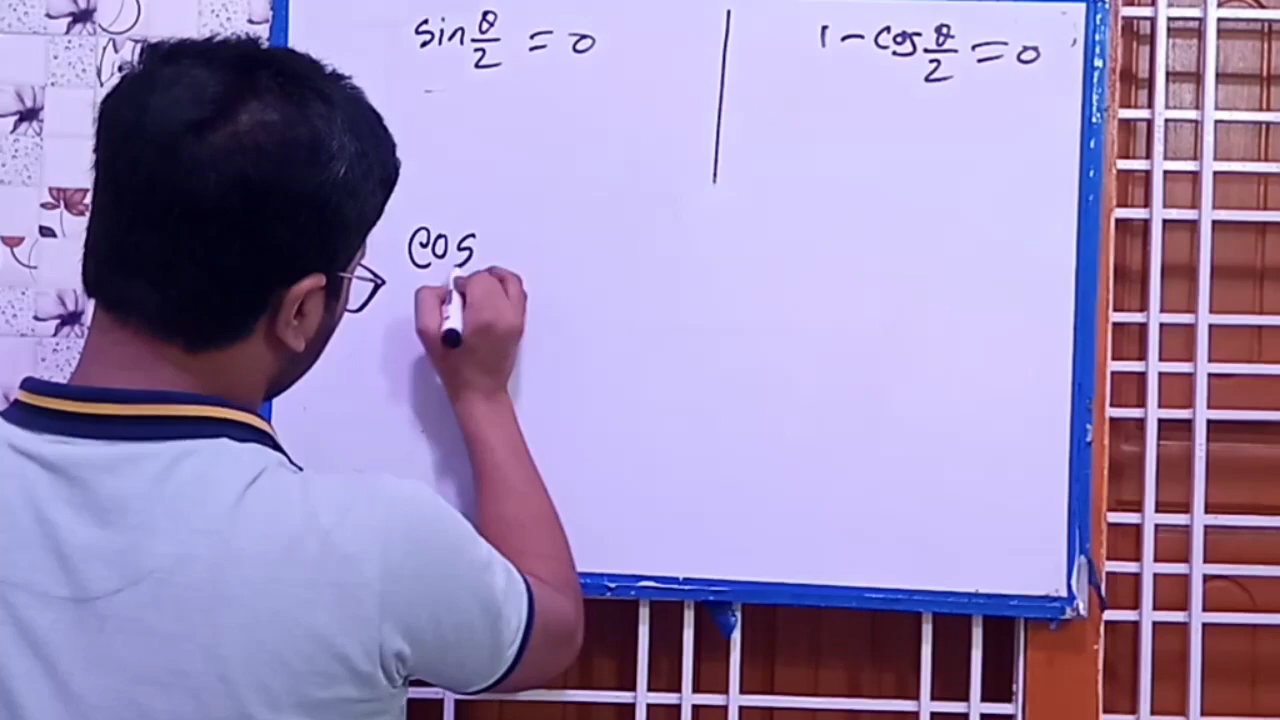 sin θ/2 = 0
1 - cos θ/2 = 0
cos